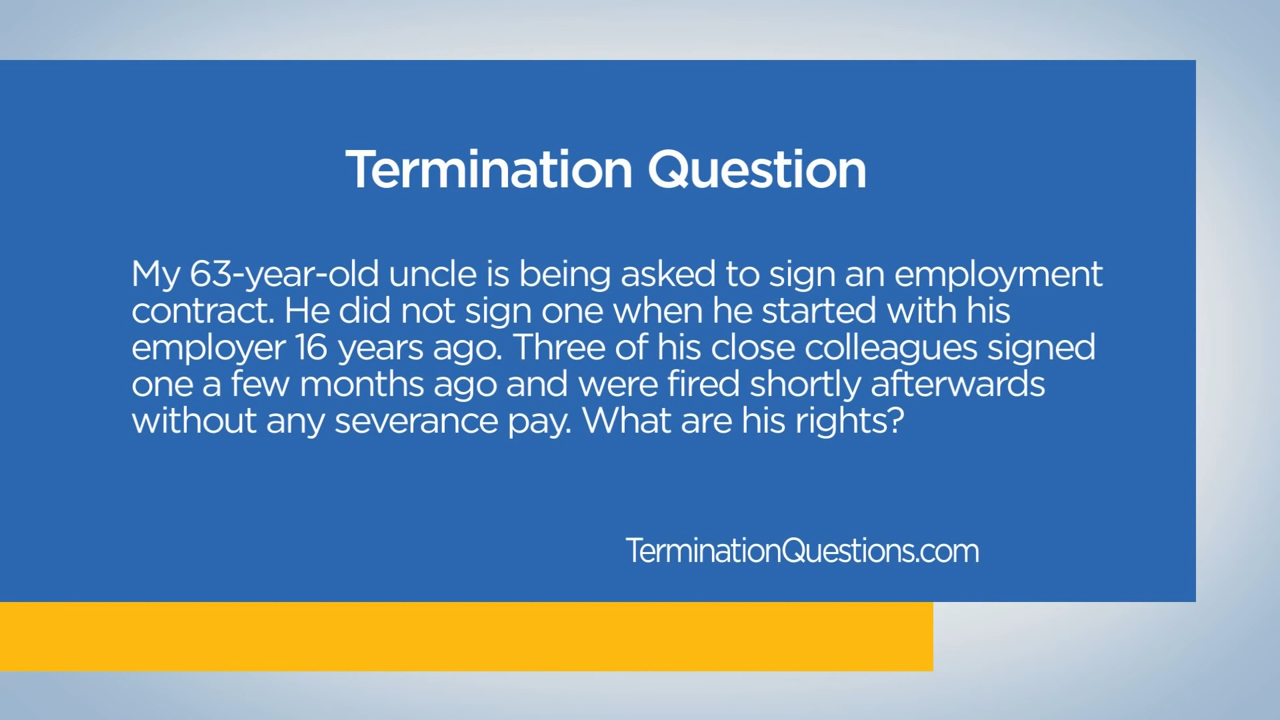 Termination Question
My 63-year-old uncle is being asked to sign an employment
contract. He did not sign one when he started with his
employer 16 years ago. Three of his close colleagues signed
one a few months ago and were fired shortly afterwards
without any severance pay. What are his rights?
TerminationQuestions.com